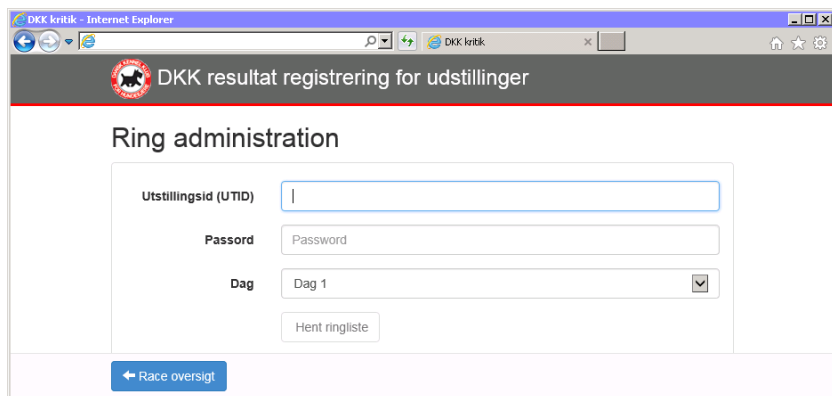 DKK kritik - Internet Explorer
DKK kritik
DKK resultat registrering for udstillinger
Ring administration
Utstillingsid (UTID)
Passord
Password
Dag
Dag 1
Hent ringliste
Race oversigt